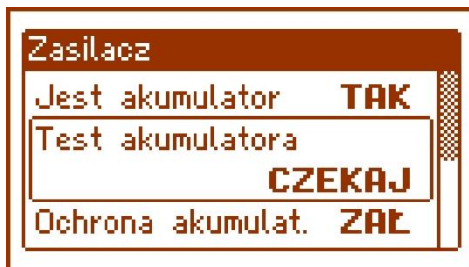 Zasilacz
Jest akumulator TAK
Test akumulatora
CZEKAJ
Ochrona akumulat. ZAŁ